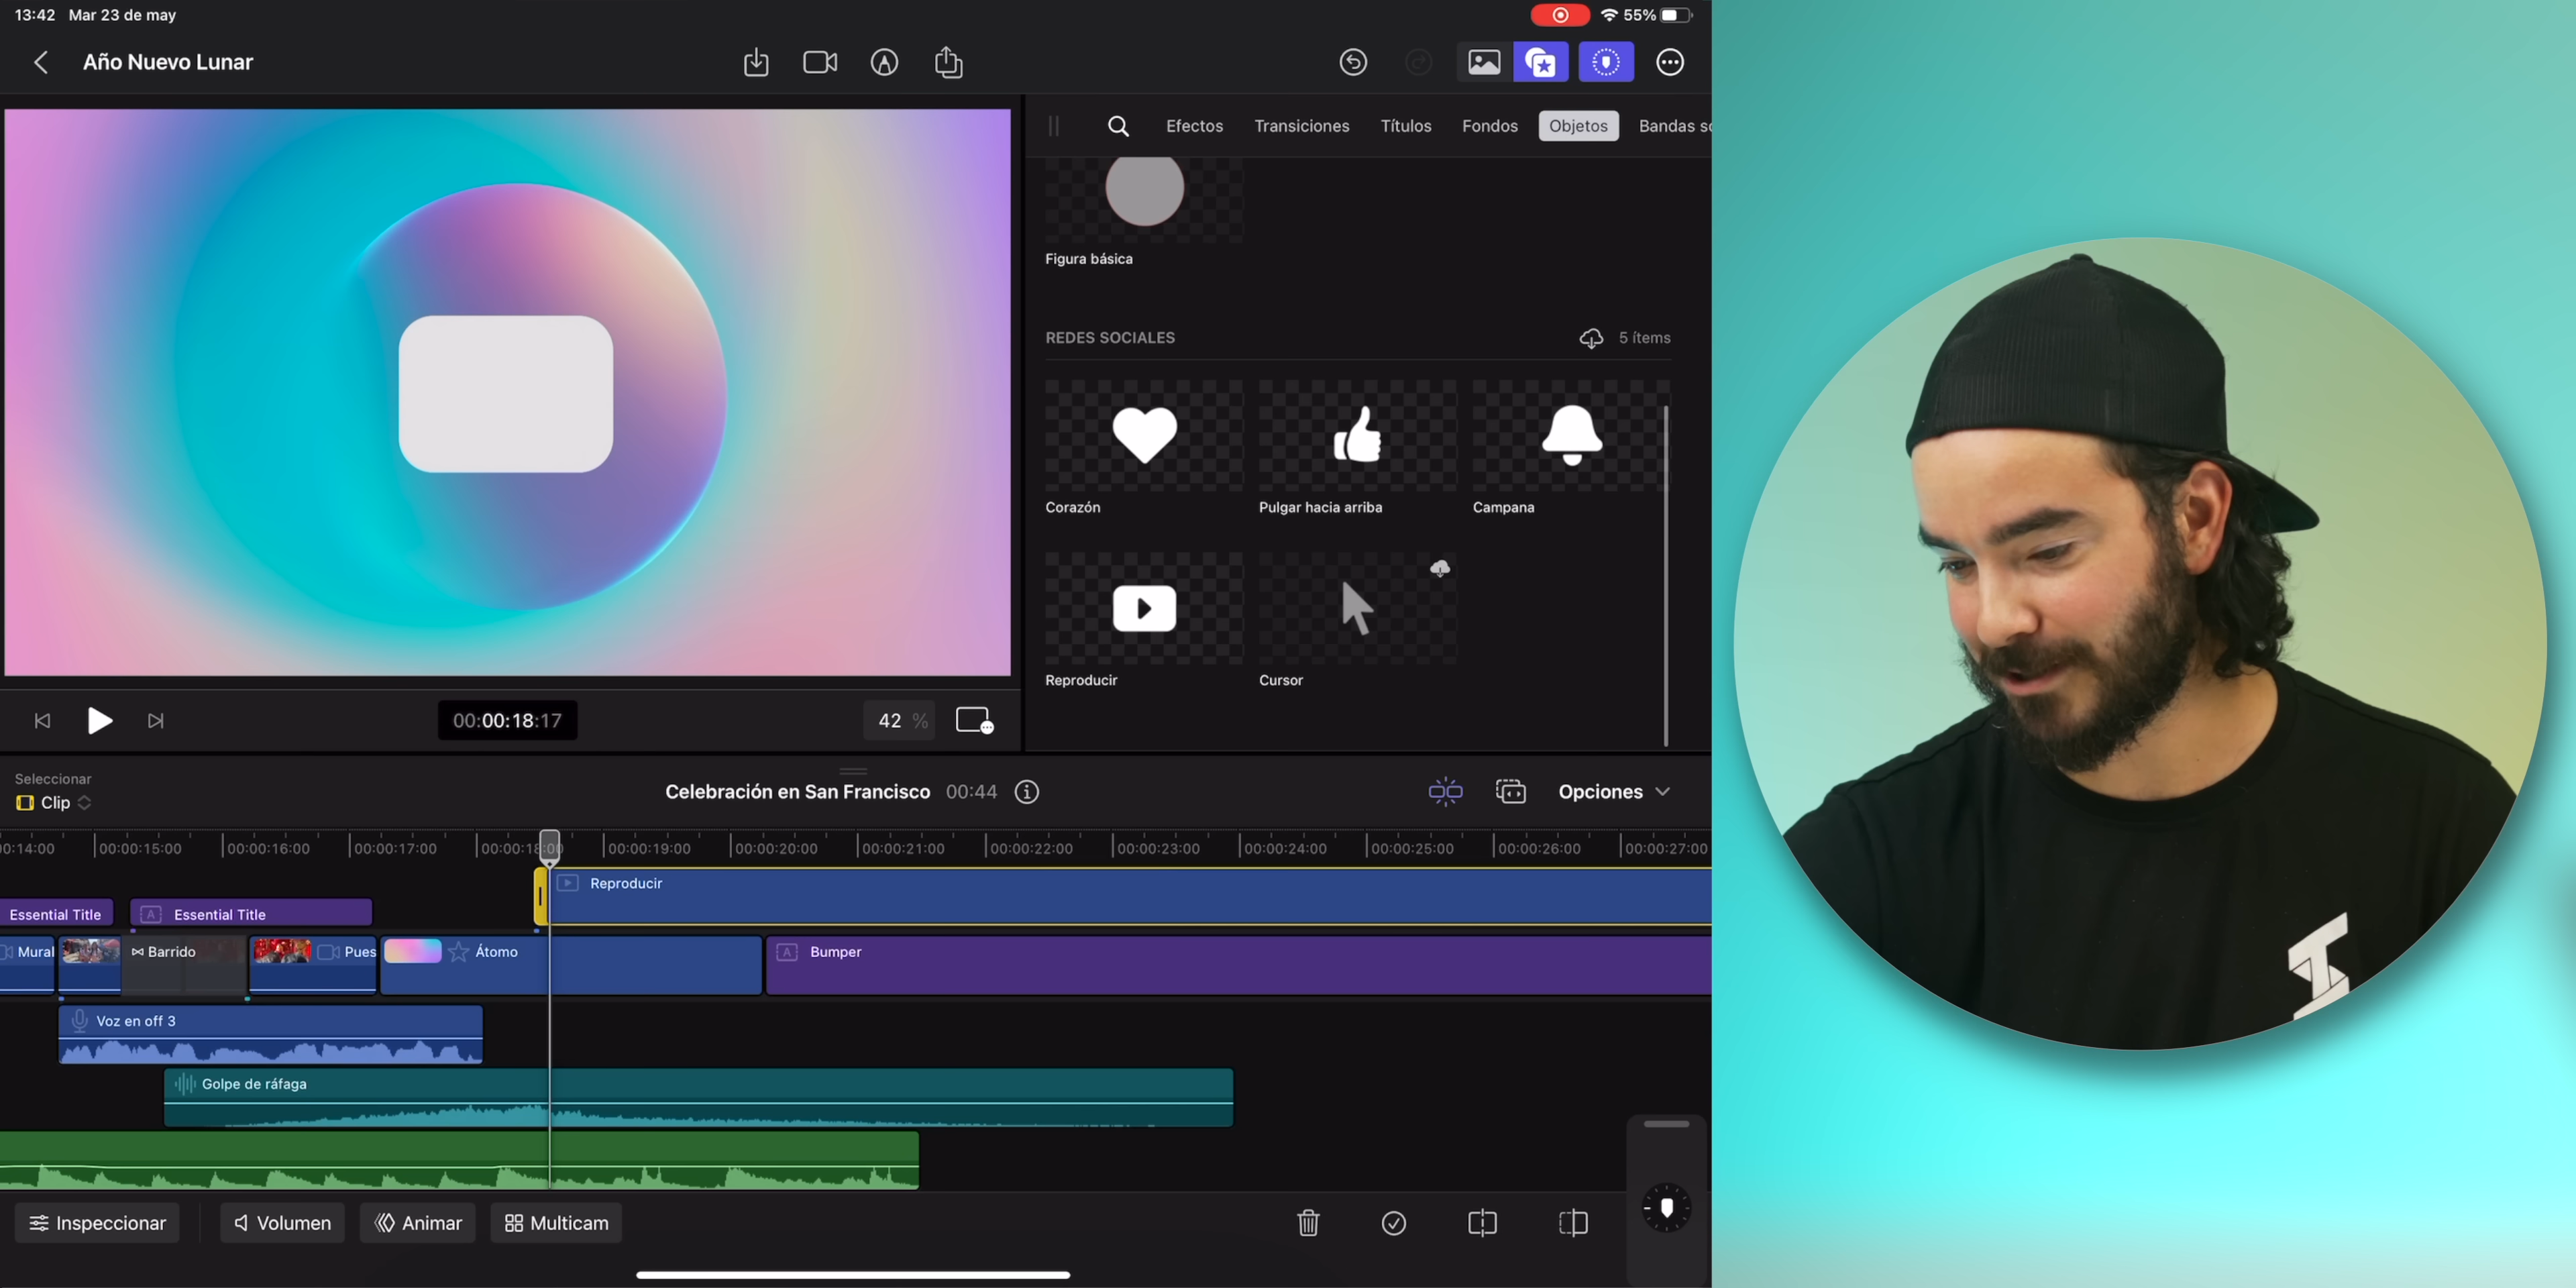 13:42 Mar 23 de may
55%
Año Nuevo Lunar
Efectos Transiciones Títulos Fondos Objetos Bandas so
Figura básica
REDES SOCIALES 5 ítems
Corazón Pulgar hacia arriba Campana
Reproducir Cursor
00:00:18:17 42 %
Seleccionar
Clip
Celebración en San Francisco 00:44
Opciones
0:14:00 00:00:15:00 00:00:16:00 00:00:17:00 00:00:18:00 00:00:19:00 00:00:20:00 00:00:21:00 00:00:22:00 00:00:23:00 00:00:24:00 00:00:25:00 00:00:26:00 00:00:27:00
Reproducir
Essential Title A Essential Title
Mural Barrido Pues Átomo A Bumper
Voz en off 3
Golpe de ráfaga
Inspeccionar Volumen Animar Multicam